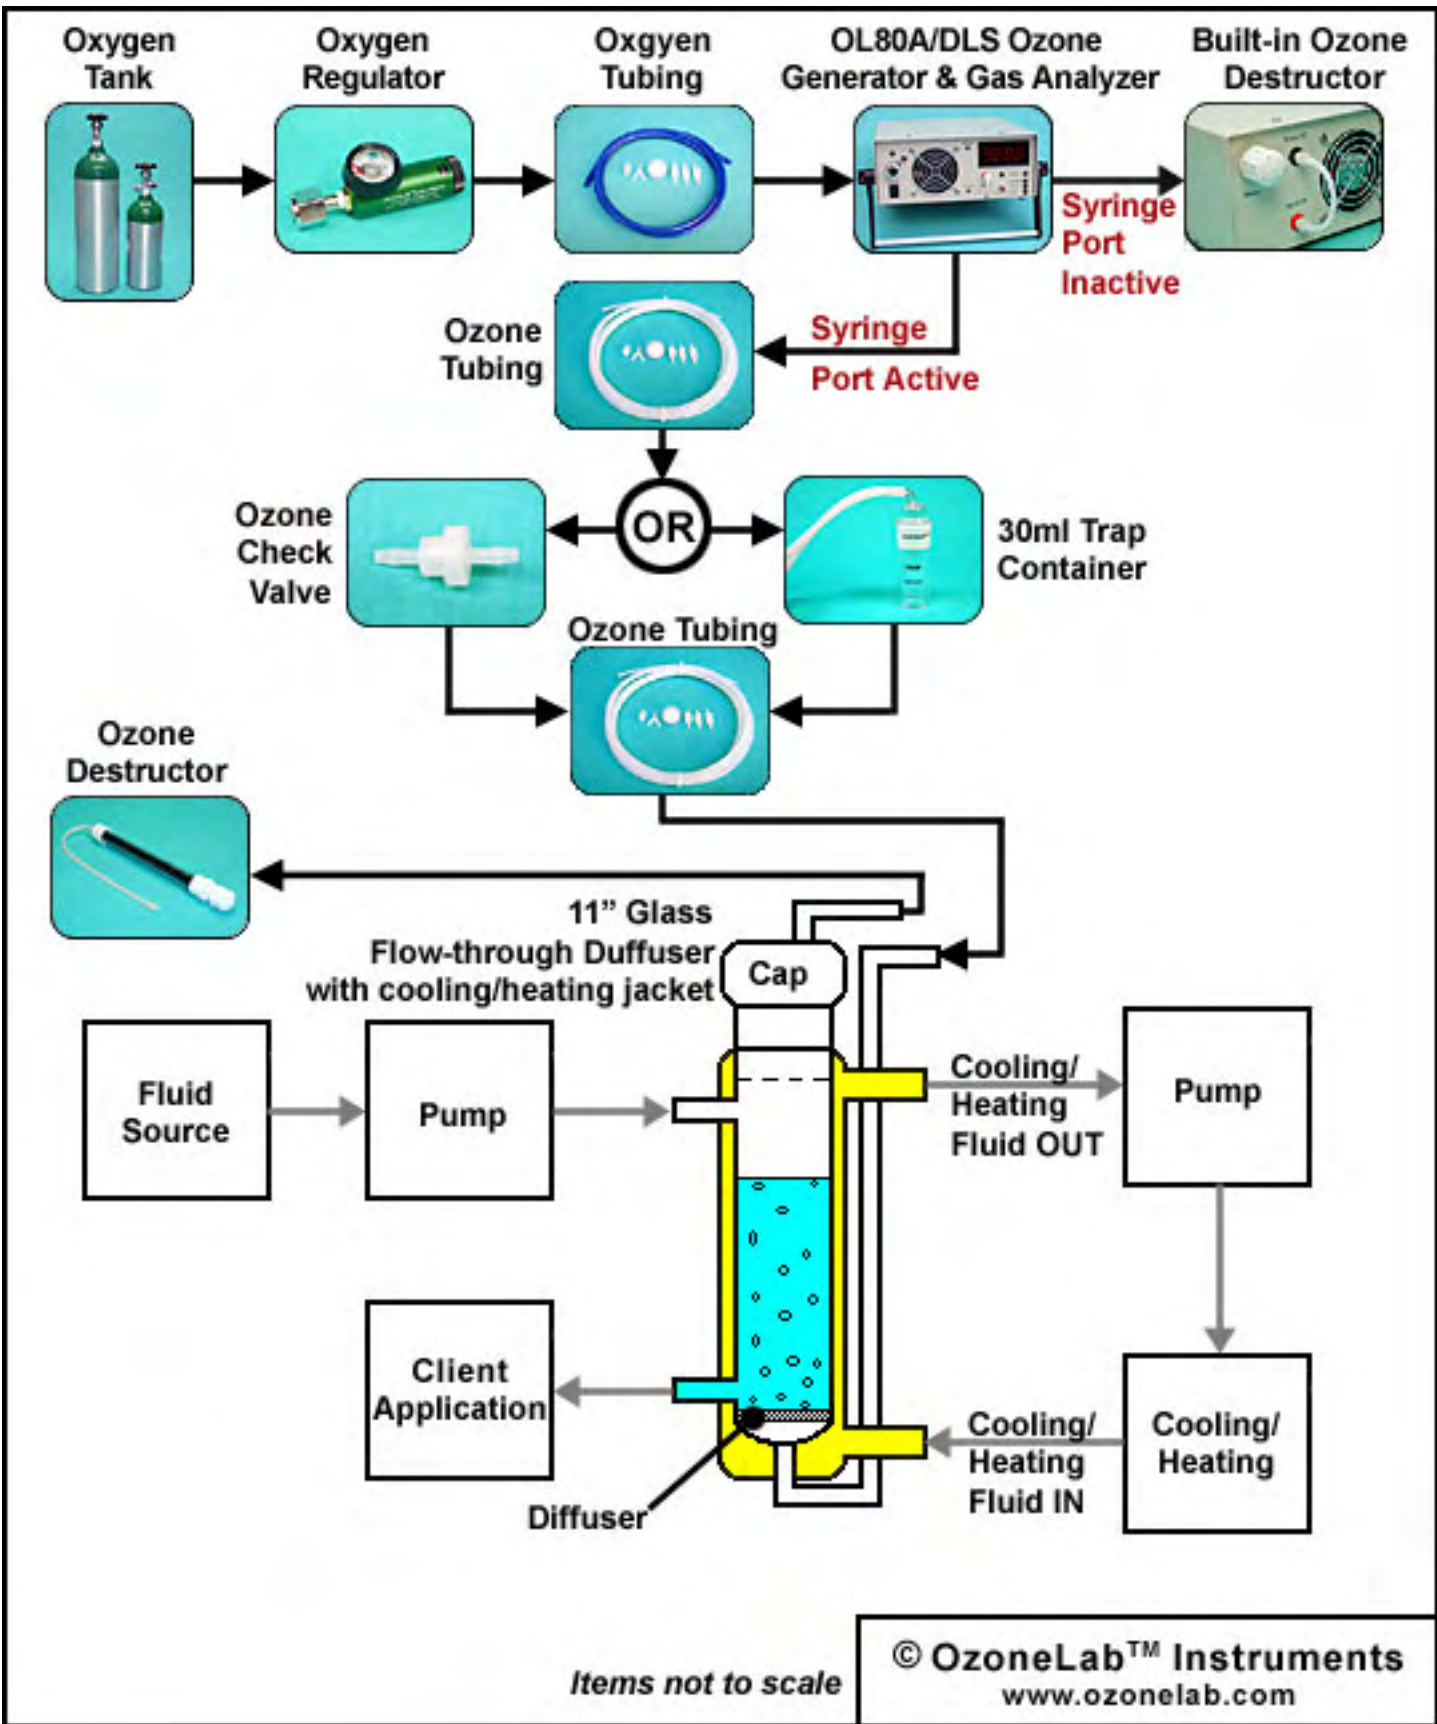 Oxygen
Tank
Oxygen
Regulator
Oxgyen
Tubing
OL80A/DLS Ozone
Generator & Gas Analyzer
Built-in Ozone
Destructor
Syringe
Port
Inactive
Ozone
Tubing
Syringe
Port Active
Ozone
Check
Valve
OR
30ml Trap
Container
Ozone Tubing
Ozone
Destructor
11” Glass
Flow-through Duffuser
with cooling/heating jacket
Cap
Fluid
Source
Pump
Cooling/
Heating
Fluid OUT
Pump
Client
Application
Cooling/
Heating
Fluid IN
Cooling/
Heating
Diffuser
Items not to scale
© OzoneLab™ Instruments
www.ozonelab.com